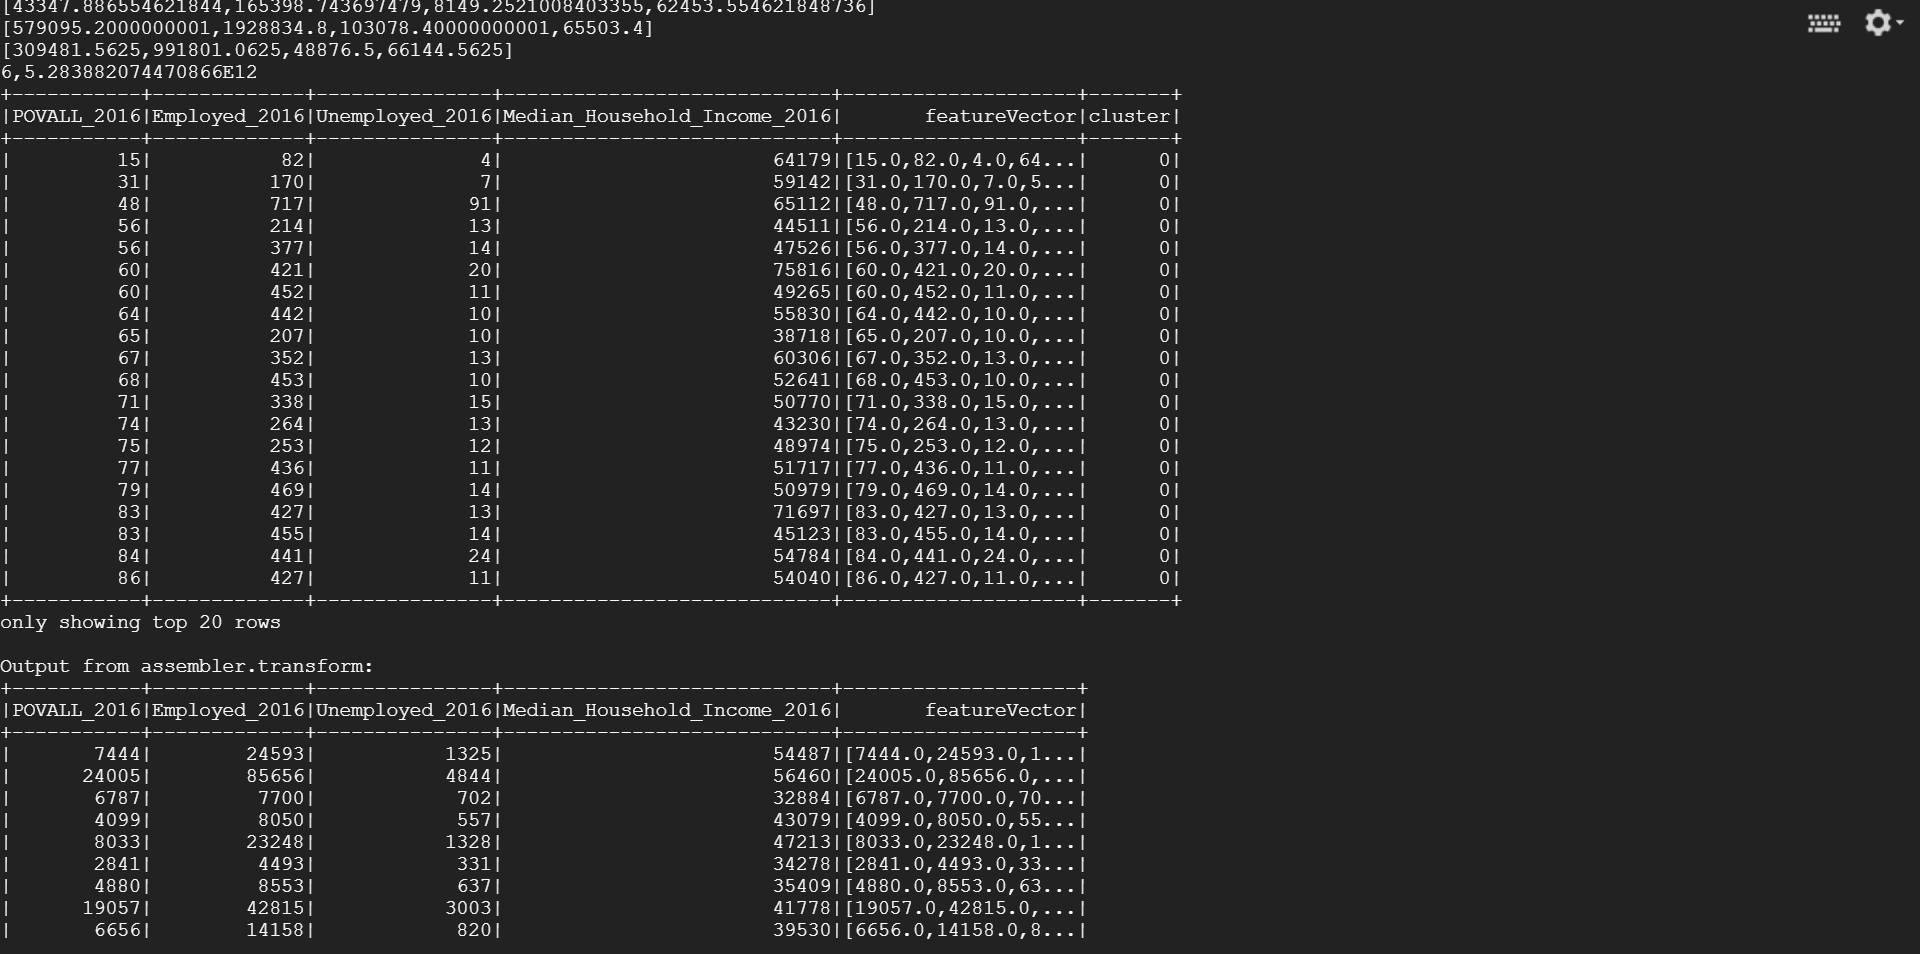 [43347.886554621844,165398.743697479,8149.2521008403355,62453.554621848736]
[579095.2000000001,1928834.8,103078.40000000001,65503.4]
[309481.5625,991801.0625,48876.5,66144.5625]
6,5.283882074470866E12
+-----------+-------------+---------------+----------------------------+--------------------+-------+
|POVALL_2016|Employed_2016|Unemployed_2016|Median_Household_Income_2016|       featureVector|cluster|
+-----------+-------------+---------------+----------------------------+--------------------+-------+
|         15|           82|              4|                       64179|[15.0,82.0,4.0,64...|      0|
|         31|          170|              7|                       59142|[31.0,170.0,7.0,5...|      0|
|         48|          717|             91|                       65112|[48.0,717.0,91.0,...|      0|
|         56|          214|             13|                       44511|[56.0,214.0,13.0,...|      0|
|         56|          377|             14|                       47526|[56.0,377.0,14.0,...|      0|
|         60|          421|             20|                       75816|[60.0,421.0,20.0,...|      0|
|         60|          452|             11|                       49265|[60.0,452.0,11.0,...|      0|
|         64|          442|             10|                       55830|[64.0,442.0,10.0,...|      0|
|         65|          207|             10|                       38718|[65.0,207.0,10.0,...|      0|
|         67|          352|             13|                       60306|[67.0,352.0,13.0,...|      0|
|         68|          453|             10|                       52641|[68.0,453.0,10.0,...|      0|
|         71|          338|             15|                       50770|[71.0,338.0,15.0,...|      0|
|         74|          264|             13|                       43230|[74.0,264.0,13.0,...|      0|
|         75|          253|             12|                       48974|[75.0,253.0,12.0,...|      0|
|         77|          436|             11|                       51717|[77.0,436.0,11.0,...|      0|
|         79|          469|             14|                       50979|[79.0,469.0,14.0,...|      0|
|         83|          427|             13|                       71697|[83.0,427.0,13.0,...|      0|
|         83|          455|             14|                       45123|[83.0,455.0,14.0,...|      0|
|         84|          441|             24|                       54784|[84.0,441.0,24.0,...|      0|
|         86|          427|             11|                       54040|[86.0,427.0,11.0,...|      0|
+-----------+-------------+---------------+----------------------------+--------------------+-------+
only showing top 20 rows
Output from assembler.transform:
+-----------+-------------+---------------+----------------------------+--------------------+
|POVALL_2016|Employed_2016|Unemployed_2016|Median_Household_Income_2016|       featureVector|
+-----------+-------------+---------------+----------------------------+--------------------+
|       7444|        24593|           1325|                       54487|[7444.0,24593.0,1...|
|      24005|        85656|           4844|                       56460|[24005.0,85656.0,...|
|       6787|         7700|            702|                       32884|[6787.0,7700.0,70...|
|       4099|         8050|            557|                       43079|[4099.0,8050.0,55...|
|       8033|        23248|           1328|                       47213|[8033.0,23248.0,1...|
|       2841|         4493|            331|                       34278|[2841.0,4493.0,33...|
|       4880|         8553|            637|                       35409|[4880.0,8553.0,63...|
|      19057|        42815|           3003|                       41778|[19057.0,42815.0,...|
|       6656|        14158|            820|                       39530|[6656.0,14158.0,8...|